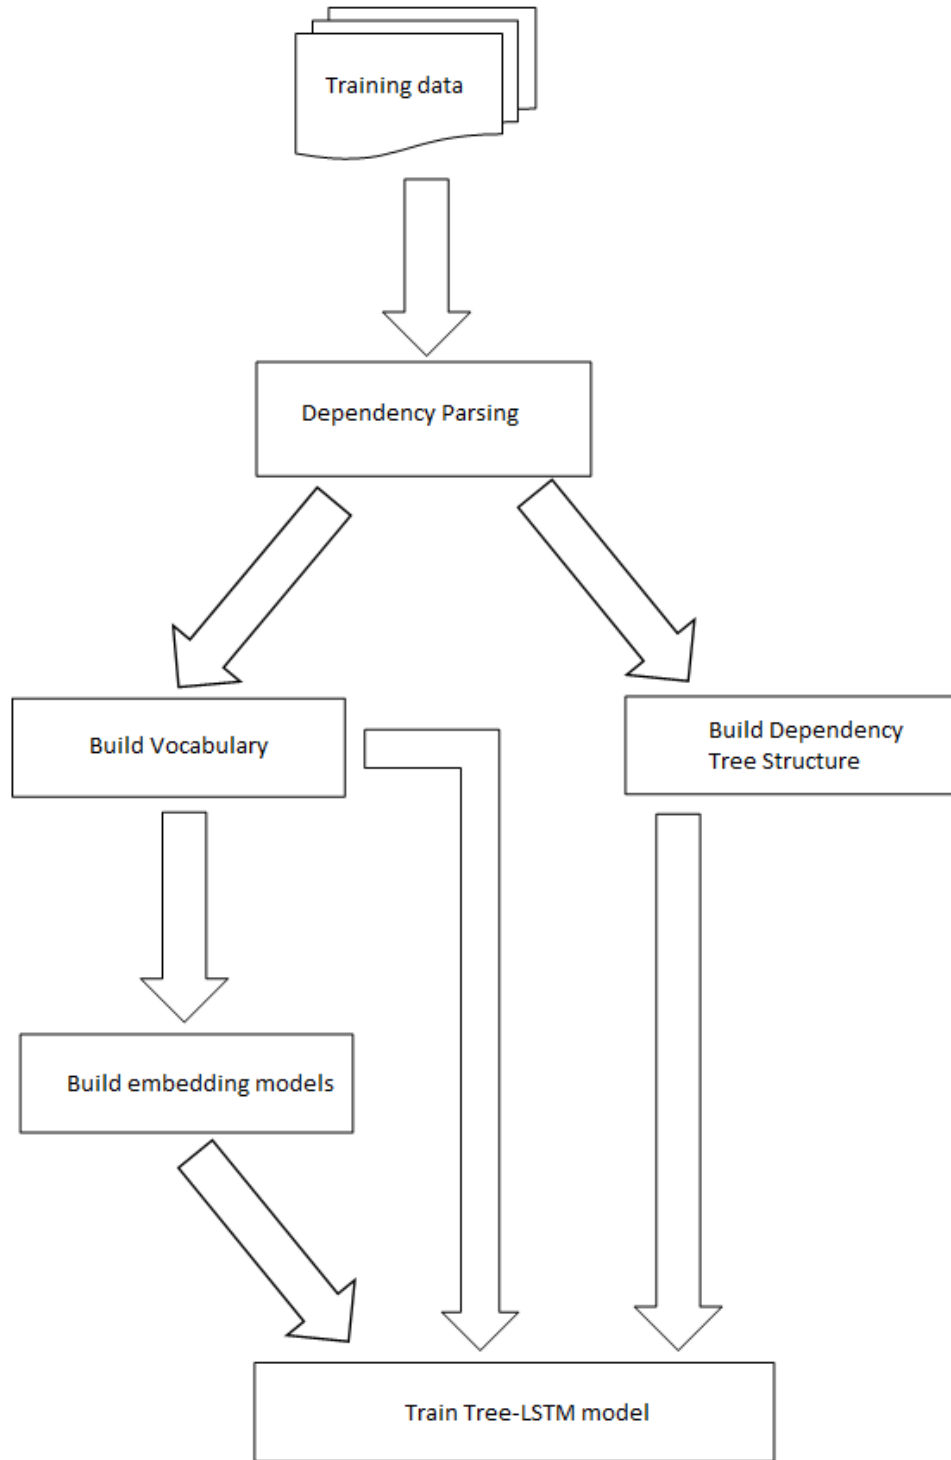 Training data
Dependency Parsing
Build Vocabulary
Build Dependency
Tree Structure
Build embedding models
Train Tree-LSTM model